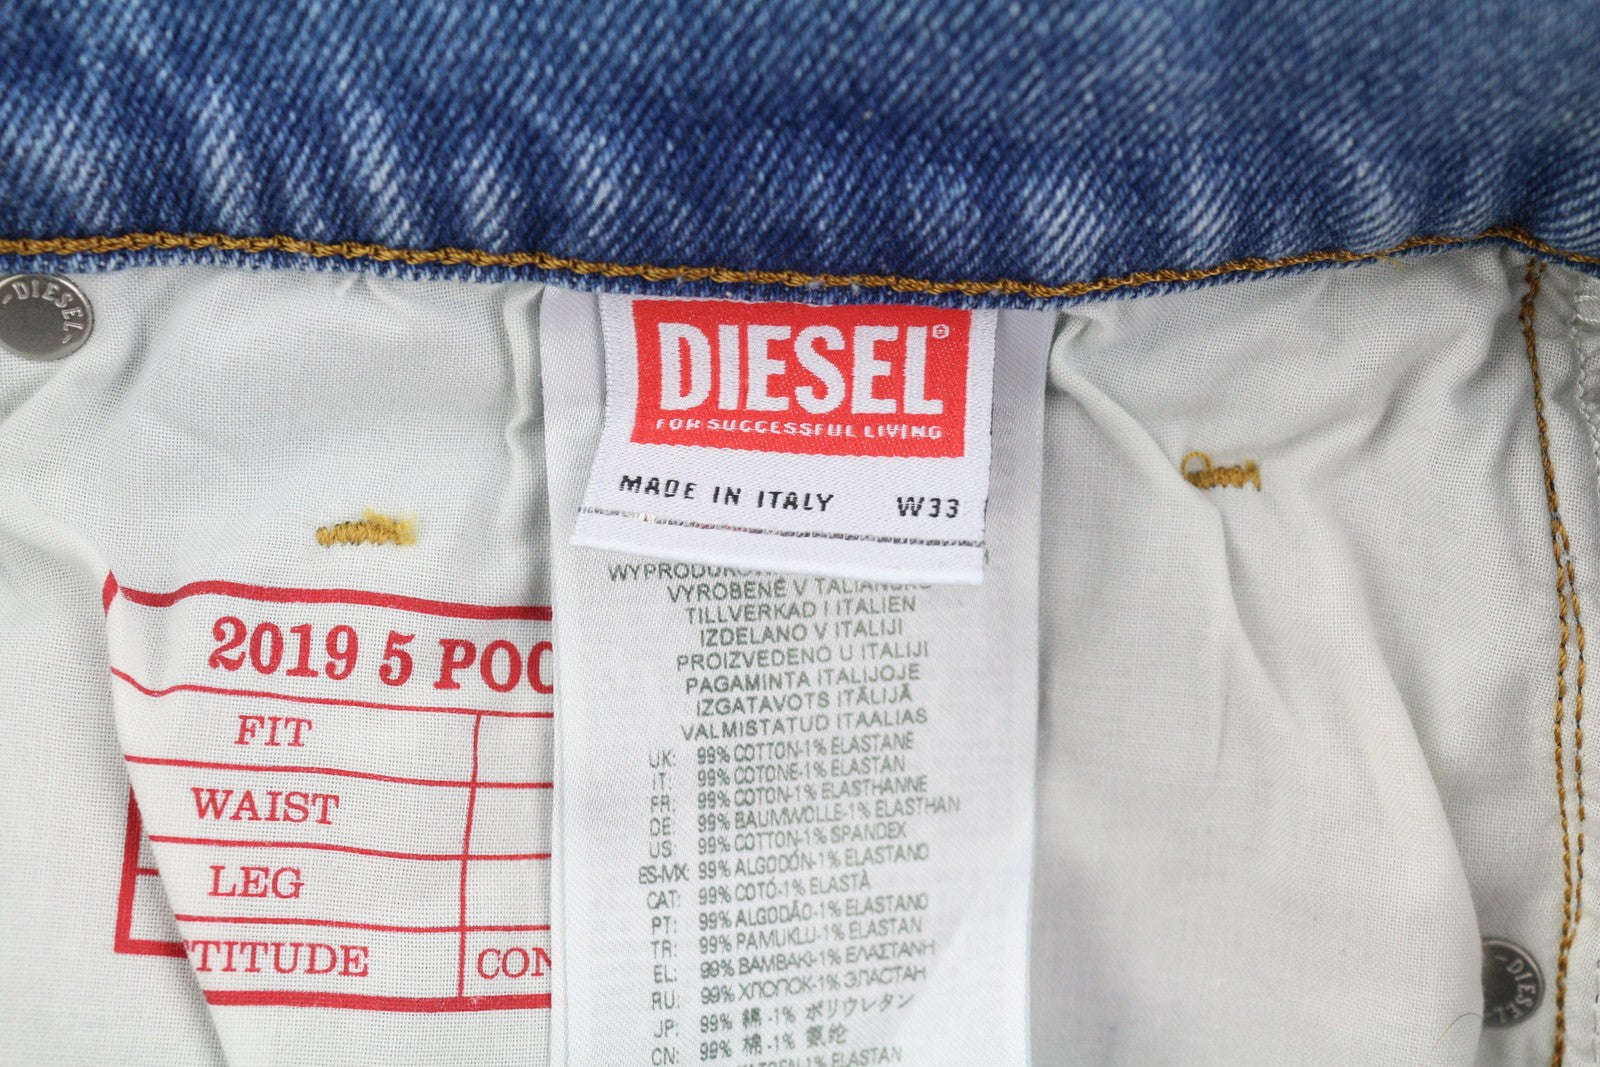 DIESEL
DIESEL®
FOR SUCCESSFUL LIVING
MADE IN ITALY W33
VYROBENÉ V
TILLVERKAD I ITALIEN
IZDELANO V ITALIJI
PROIZVEDENO U ITALIJI
PAGAMINTA ITALIJOJE
IZGATAVOTS ITĀLIJĀ
VALMISTATUD ITAALIAS
UK: 99% COTTON-1% ELASTANE
IT: 99% COTONE-1% ELASTAN
FR: 99% COTON-1% ELASTHANNE
DE: 99% BAUMWOLLE-1% ELASTHAN
US: 99% COTTON-1% SPANDEX
ES-MX: 99% ALGODÓN-1% ELASTANO
CAT: 99% COTÓ-1% ELASTÀ
PT: 99% ALGODÃO-1% ELASTANO
TR: 99% PAMUKLU-1% ELASTAN
EL: 99% ΒΑΜΒΑΚΙ-1% ΕΛΑΣΤΑΝΗ
RU: 99% ХЛОПОК-1% ЭЛАСТАН
JP: 99% 綿 -1% ポリウレタン
CN: 99% 棉 -1% 氨纶
-1% ELASTAN
2019 5 POC
FIT
WAIST
LEG
TITUDE CON
DIESEL